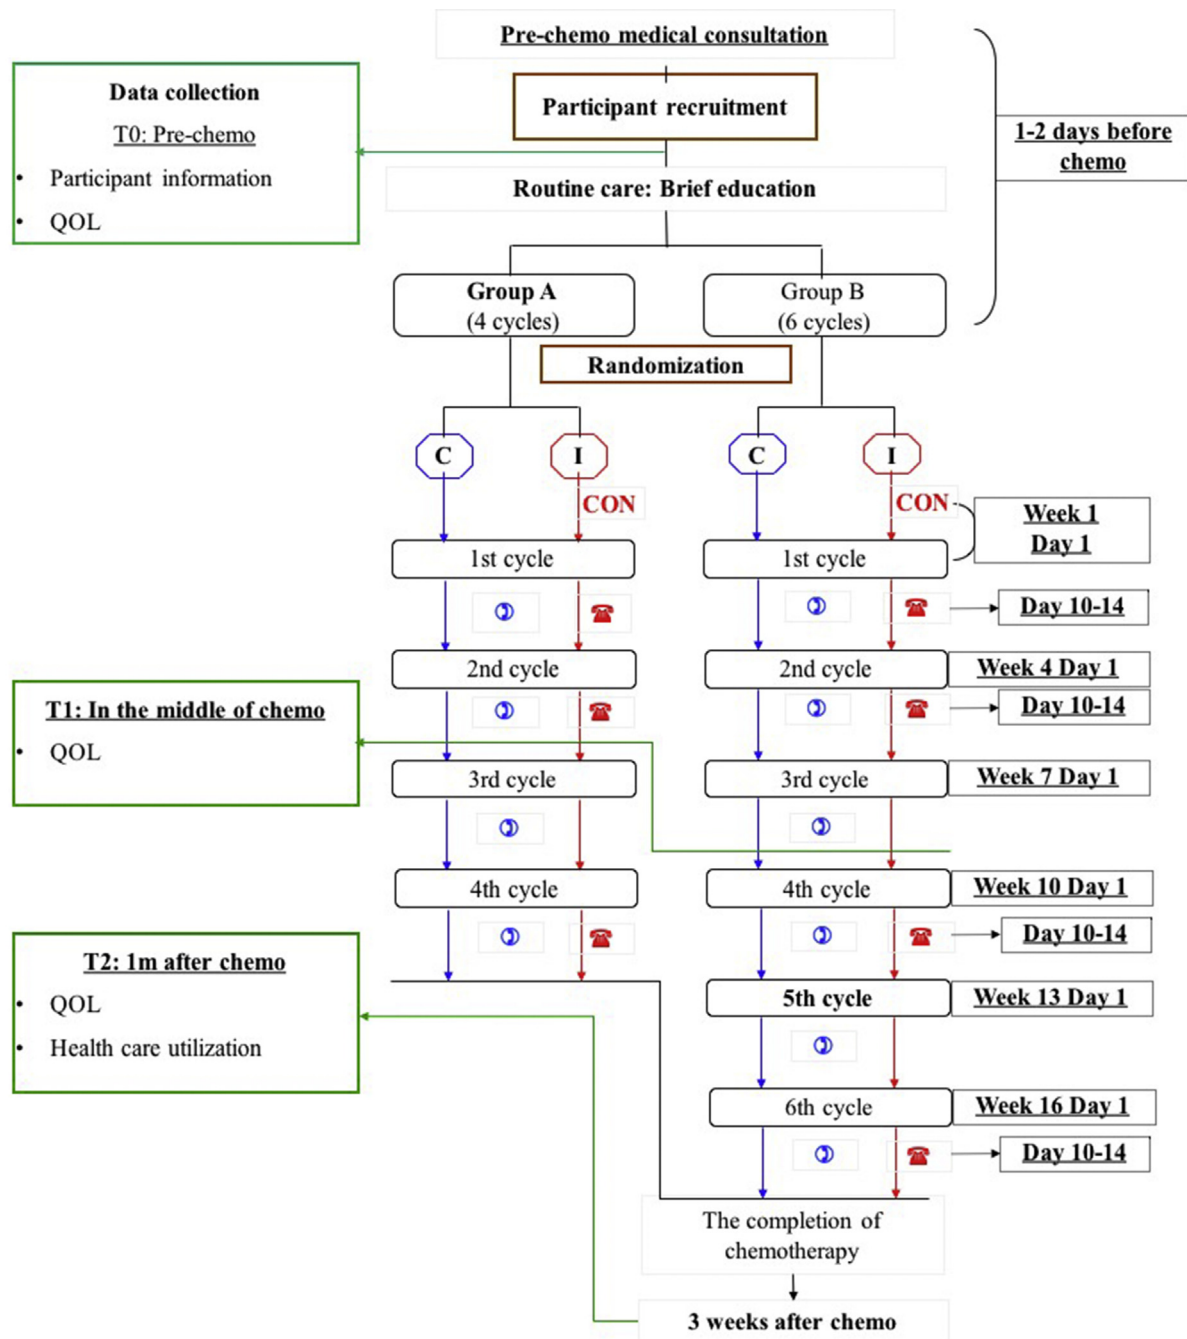 Pre-chemo medical consultation
Data collection
T0: Pre-chemo
• Participant information
• QOL
Participant recruitment
1-2 days before
chemo
Routine care: Brief education
Group A
(4 cycles)
Group B
(6 cycles)
Randomization
C
I
C
I
CON
CON
Week 1
Day 1
1st cycle
1st cycle
Day 10-14
2nd cycle
2nd cycle
Week 4 Day 1
Day 10-14
T1: In the middle of chemo
• QOL
3rd cycle
3rd cycle
Week 7 Day 1
4th cycle
4th cycle
Week 10 Day 1
Day 10-14
T2: 1m after chemo
• QOL
• Health care utilization
5th cycle
Week 13 Day 1
6th cycle
Week 16 Day 1
Day 10-14
The completion of
chemotherapy
3 weeks after chemo